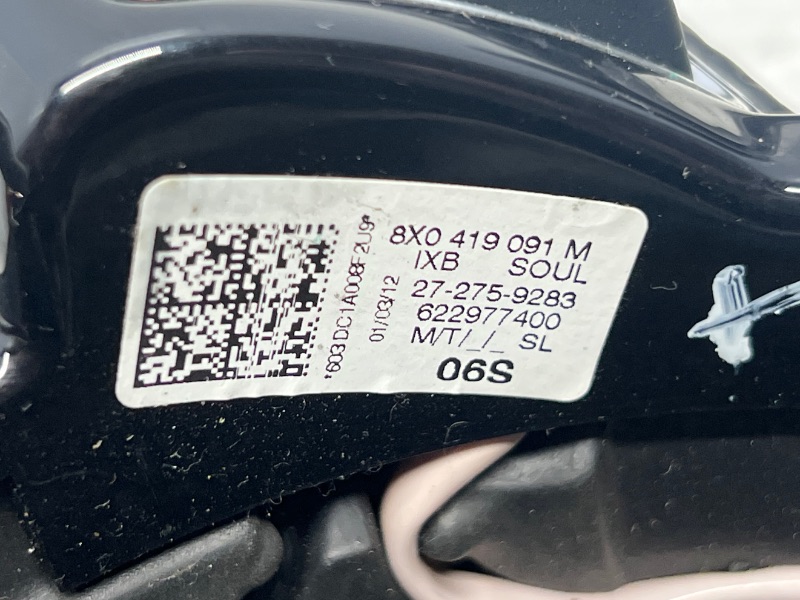 8X0 419 091 M
IXB SOUL
27-275-9283
622977400
M/T/_/_ SL
06S
01/03/12
*603DC1A008F2U9*